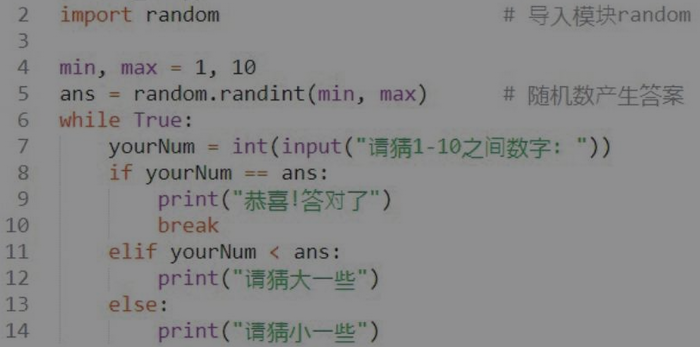 2 import random # 导入模块random
3
4 min, max = 1, 10
5 ans = random.randint(min, max) # 随机数产生答案
6 while True:
7     yourNum = int(input("请猜1-10之间数字: "))
8     if yourNum == ans:
9         print("恭喜!答对了")
10         break
11     elif yourNum < ans:
12         print("请猜大一些")
13     else:
14         print("请猜小一些")